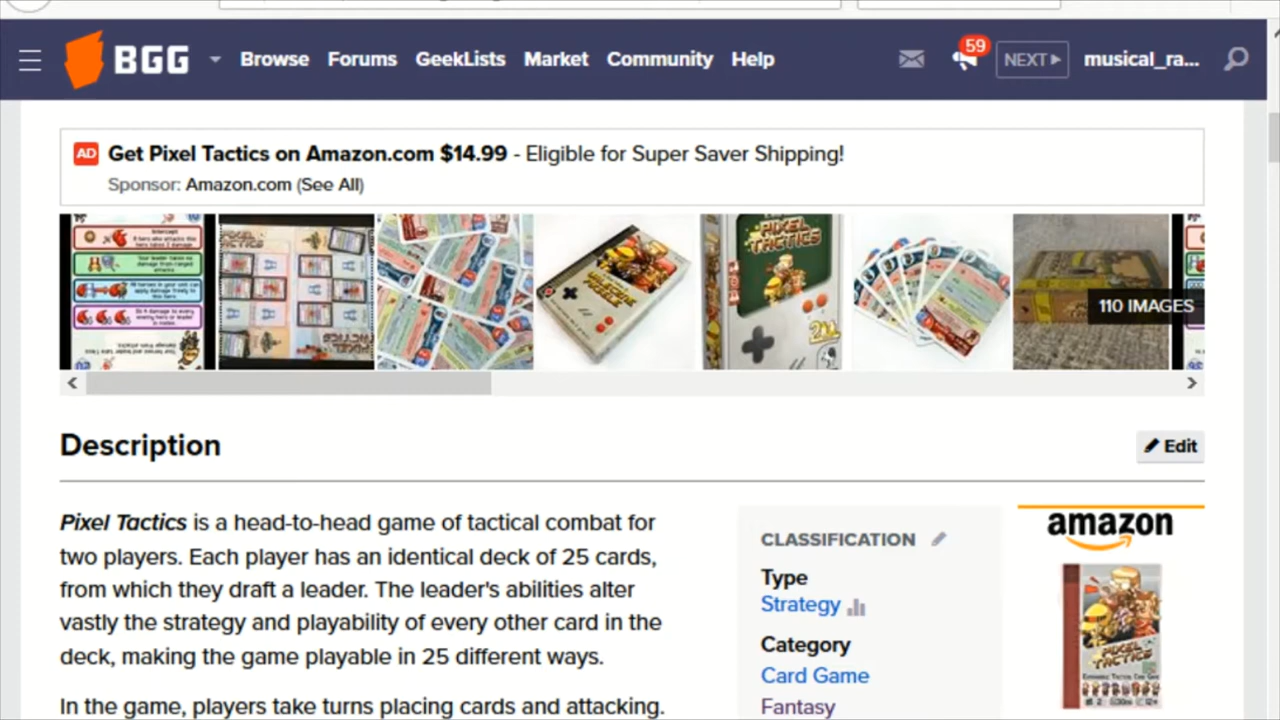 BGG Browse Forums GeekLists Market Community Help 59 NEXT musical_ra...
AD Get Pixel Tactics on Amazon.com $14.99 - Eligible for Super Saver Shipping!
Sponsor: Amazon.com (See All)
PIXEL
TACTICS
110 IMAGES
Description
Edit
Pixel Tactics is a head-to-head game of tactical combat for
two players. Each player has an identical deck of 25 cards,
from which they draft a leader. The leader's abilities alter
vastly the strategy and playability of every other card in the
deck, making the game playable in 25 different ways.
In the game, players take turns placing cards and attacking.
CLASSIFICATION
Type
Strategy
Category
Card Game
Fantasy
amazon
PIXEL
TACTICS